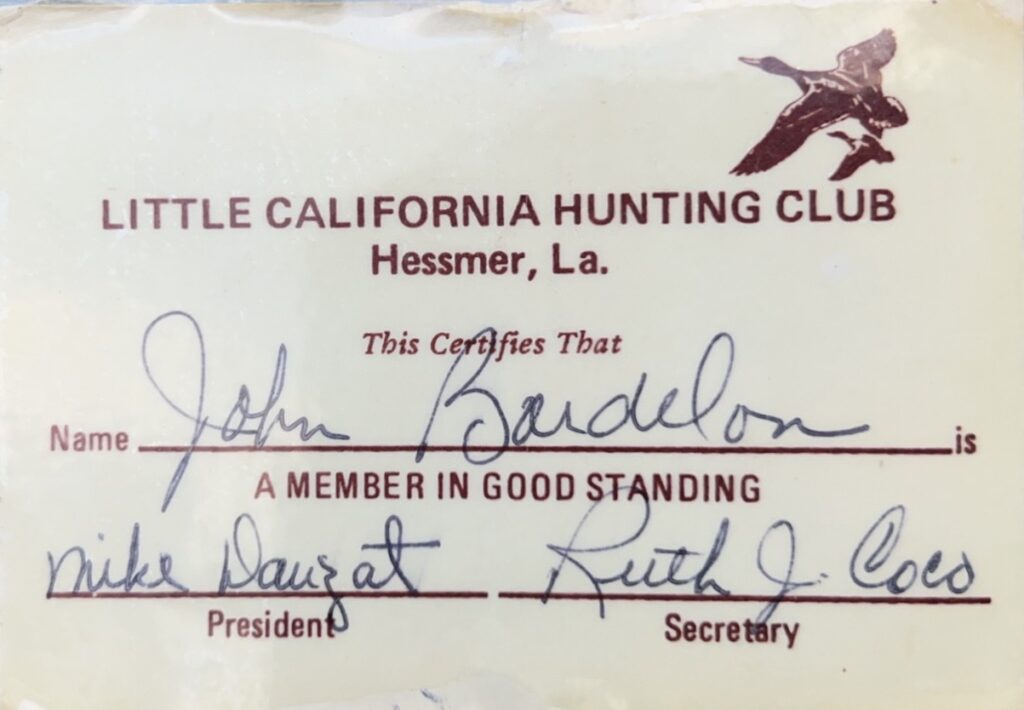 LITTLE CALIFORNIA HUNTING CLUB
Hessmer, La.
This Certifies That
Name John Bordelon is
A MEMBER IN GOOD STANDING
Mike Dauzat Ruth J. Coco
President Secretary